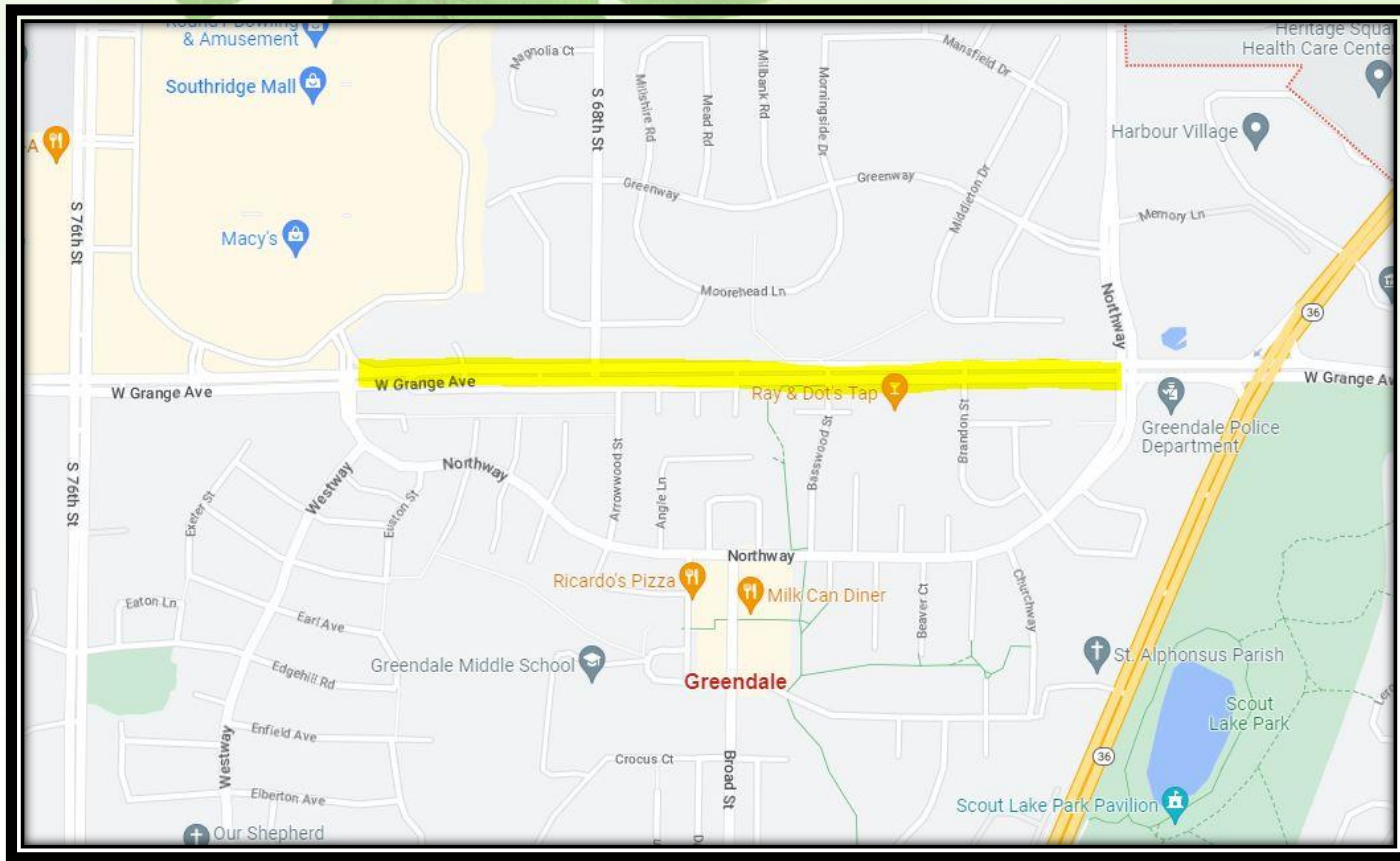 & Amusement
Southridge Mall
A
Macy's
S 76th St
S 76th St
W Grange Ave
W Grange Ave
W Grange Av
Magnolia Ct
S 68th St
Millshire Rd
Mead Rd
Millbank Rd
Morningside Dr
Mansfield Dr
Greenway
Greenway
Middleton Dr
Moorehead Ln
Heritage Squa
Health Care Cente
Harbour Village
Memory Ln
Northway
36
Ray & Dot's Tap
Greendale Police
Department
Basswood St
Brandon St
Arrowwood St
Angle Ln
Northway
Westway
Exeter St
Euston St
Northway
Ricardo's Pizza
Milk Can Diner
Beaver Ct
Churchway
Eaton Ln
Earl Ave
Edgehill Rd
Greendale Middle School
Greendale
St. Alphonsus Parish
Scout
Lake Park
Enfield Ave
Westway
Crocus Ct
Broad St
36
Elberton Ave
Scout Lake Park Pavilion
Our Shepherd